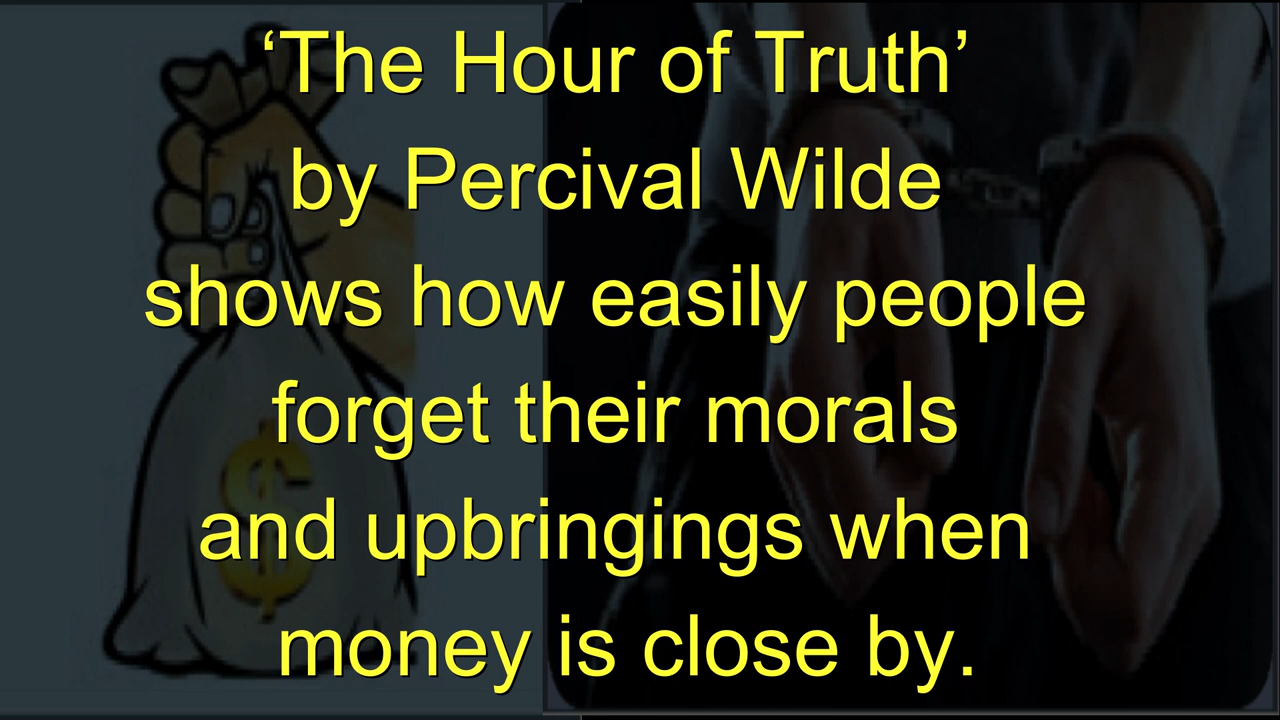 ‘The Hour of Truth’
by Percival Wilde
shows how easily people
forget their morals
and upbringings when
money is close by.